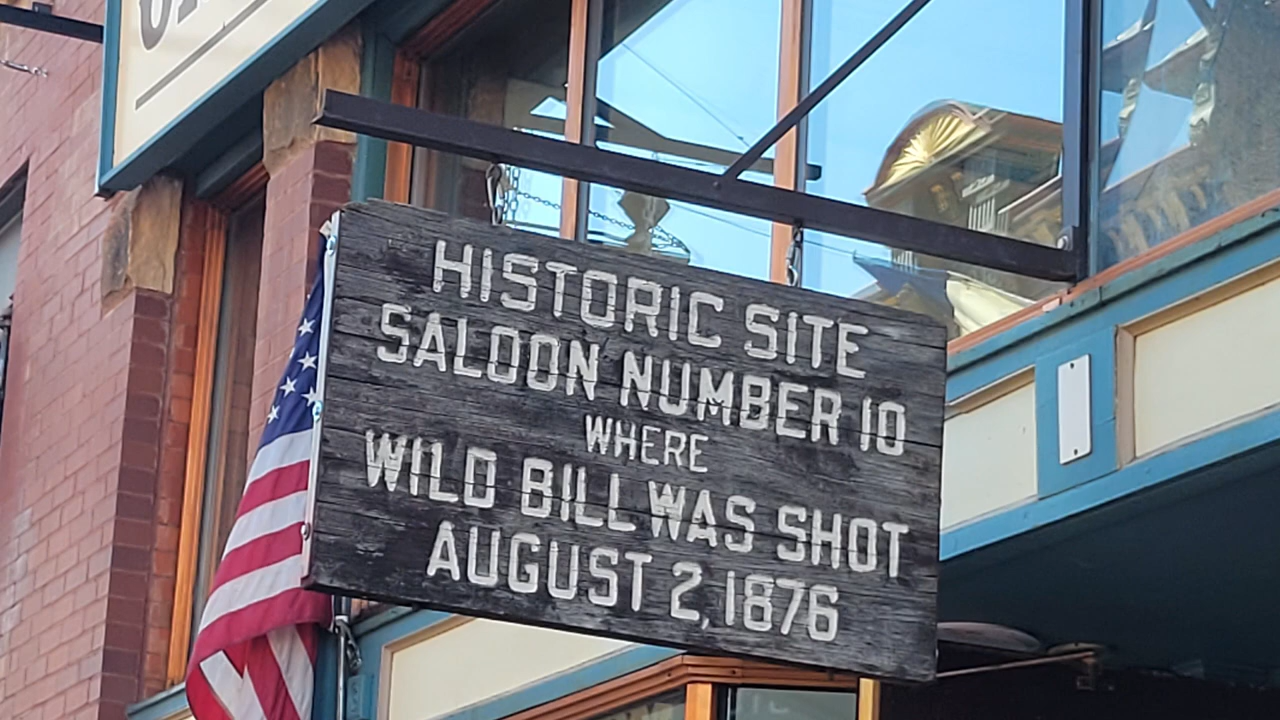 HISTORIC SITE
SALOON NUMBER 10
WHERE
WILD BILL WAS SHOT
AUGUST 2, 1876